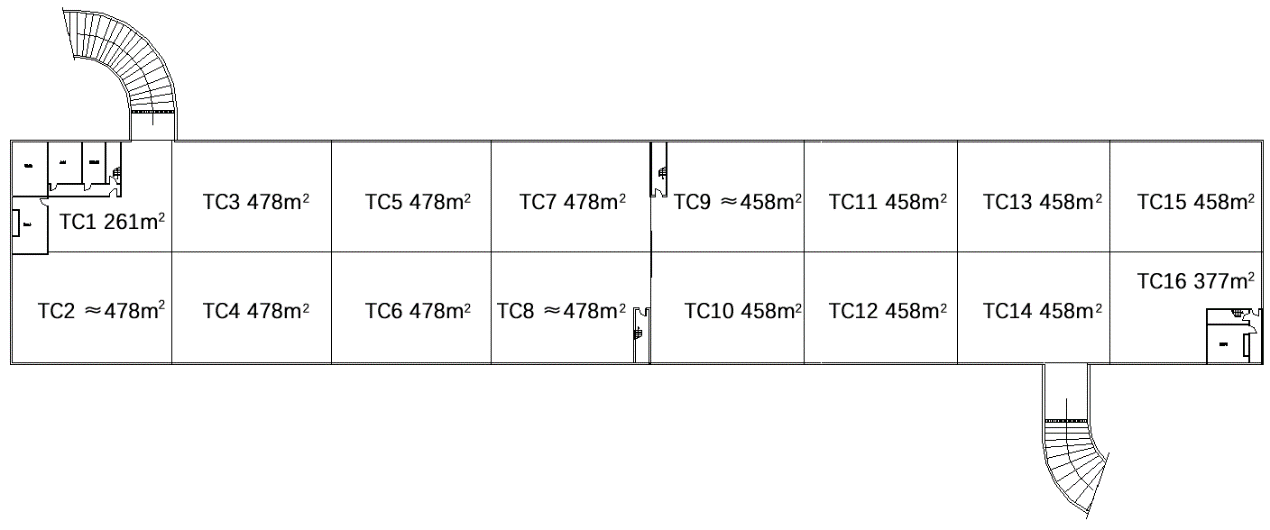 TC3 478m²
TC5 478m²
TC7 478m²
TC9 ≈458m²
TC11 458m²
TC13 458m²
TC15 458m²
TC1 261m²
TC16 377m²
TC2 ≈478m²
TC4 478m²
TC6 478m²
TC8 ≈478m²
TC10 458m²
TC12 458m²
TC14 458m²